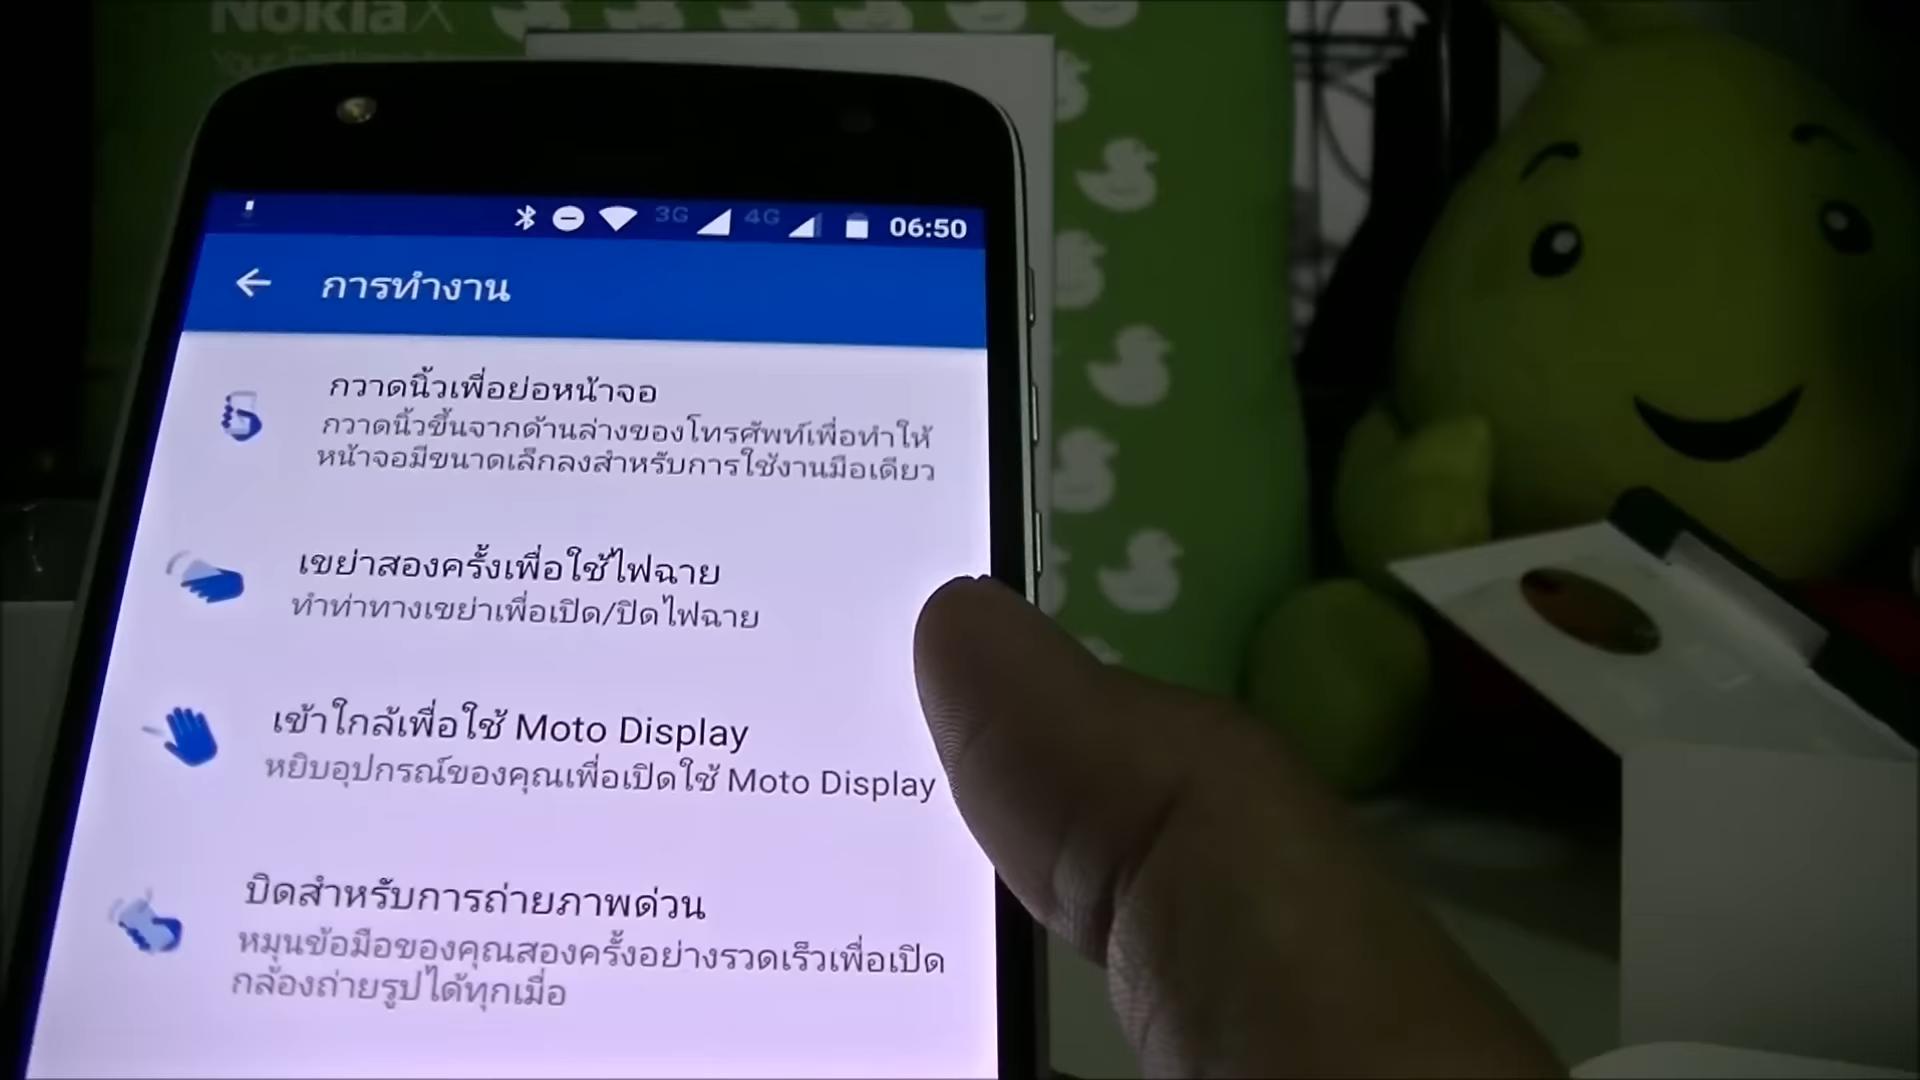 NokiaX
3G 4G 06:50
การทำงาน
กวาดนิ้วเพื่อย่อหน้าจอ
กวาดนิ้วขึ้นจากด้านล่างของโทรศัพท์เพื่อทำให้
หน้าจอมีขนาดเล็กลงสำหรับการใช้งานมือเดียว
เขย่าสองครั้งเพื่อใช้ไฟฉาย
ทำท่าทางเขย่าเพื่อเปิด/ปิดไฟฉาย
เข้าใกล้เพื่อใช้ Moto Display
หยิบอุปกรณ์ของคุณเพื่อเปิดใช้ Moto Display
บิดสำหรับการถ่ายภาพด่วน
หมุนข้อมือของคุณสองครั้งอย่างรวดเร็วเพื่อเปิด
กล้องถ่ายรูปได้ทุกเมื่อ